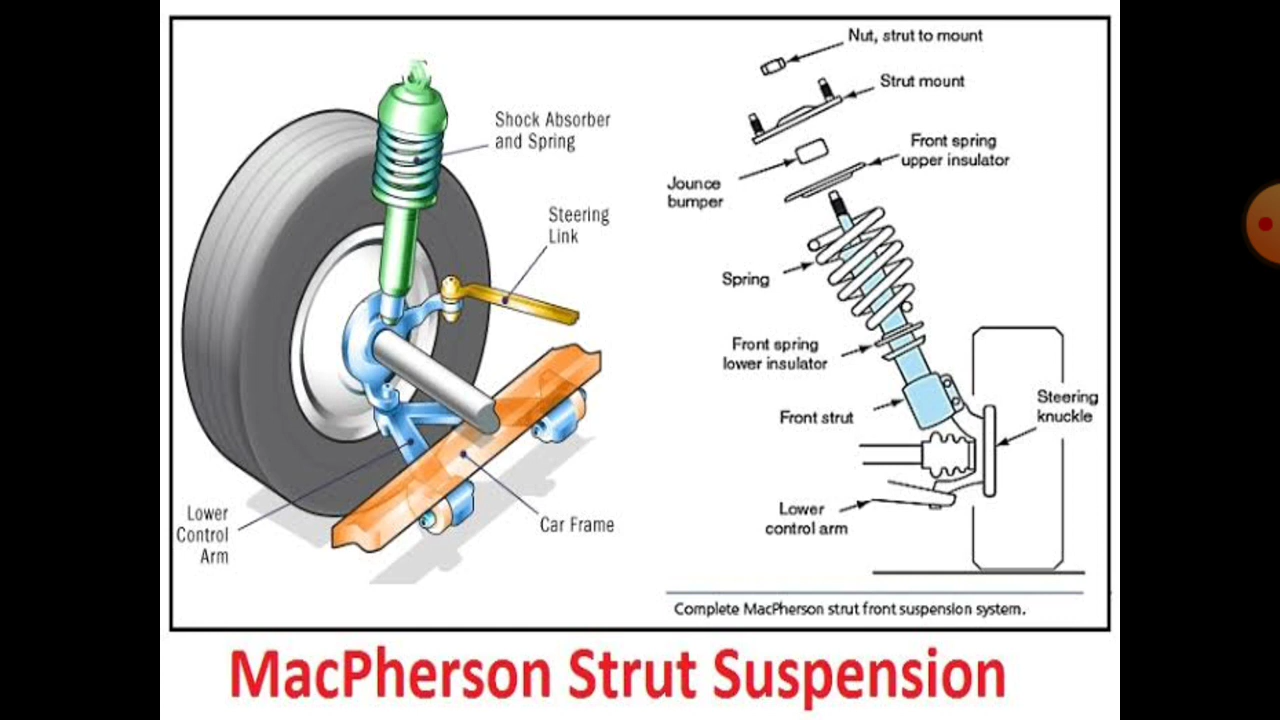 Shock Absorber
and Spring
Steering
Link
Lower
Control
Arm
Car Frame
Nut, strut to mount
Strut mount
Front spring
upper insulator
Jounce
bumper
Spring
Front spring
lower insulator
Front strut
Steering
knuckle
Lower
control arm
Complete MacPherson strut front suspension system.
MacPherson Strut Suspension